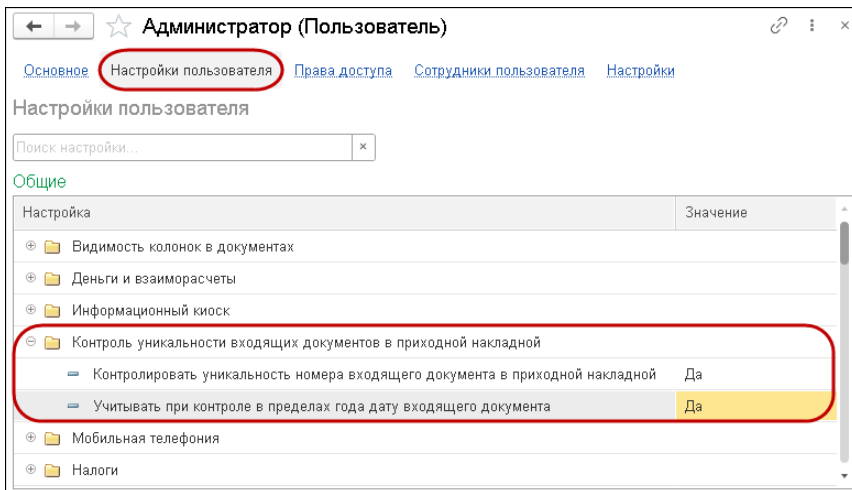 Администратор (Пользователь)
Основное Настройки пользователя Права доступа Сотрудники пользователя Настройки
Настройки пользователя
Поиск настройки...
Общие
Настройка Значение
Видимость колонок в документах
Деньги и взаиморасчеты
Информационный киоск
Контроль уникальности входящих документов в приходной накладной
Контролировать уникальность номера входящего документа в приходной накладной Да
Учитывать при контроле в пределах года дату входящего документа Да
Мобильная телефония
Налоги